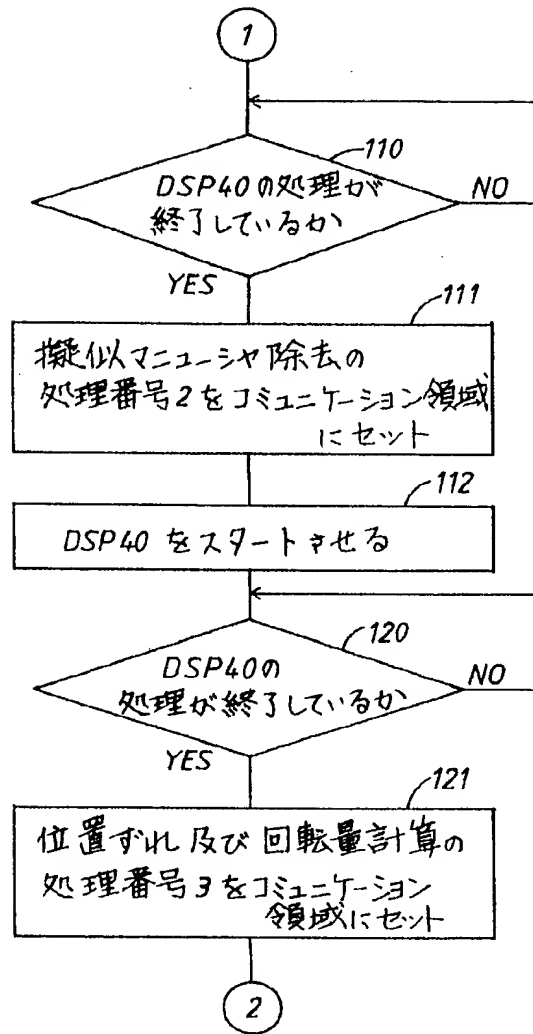 1
110
DSP40の処理が
終了しているか
NO
YES
111
擬似マニューシャ除去の
処理番号2をコミュニケーション領域
にセット
112
DSP40をスタートさせる
120
DSP40の
処理が終了しているか
NO
YES
121
位置ずれ及び回転量計算の
処理番号3をコミュニケーション
領域にセット
2